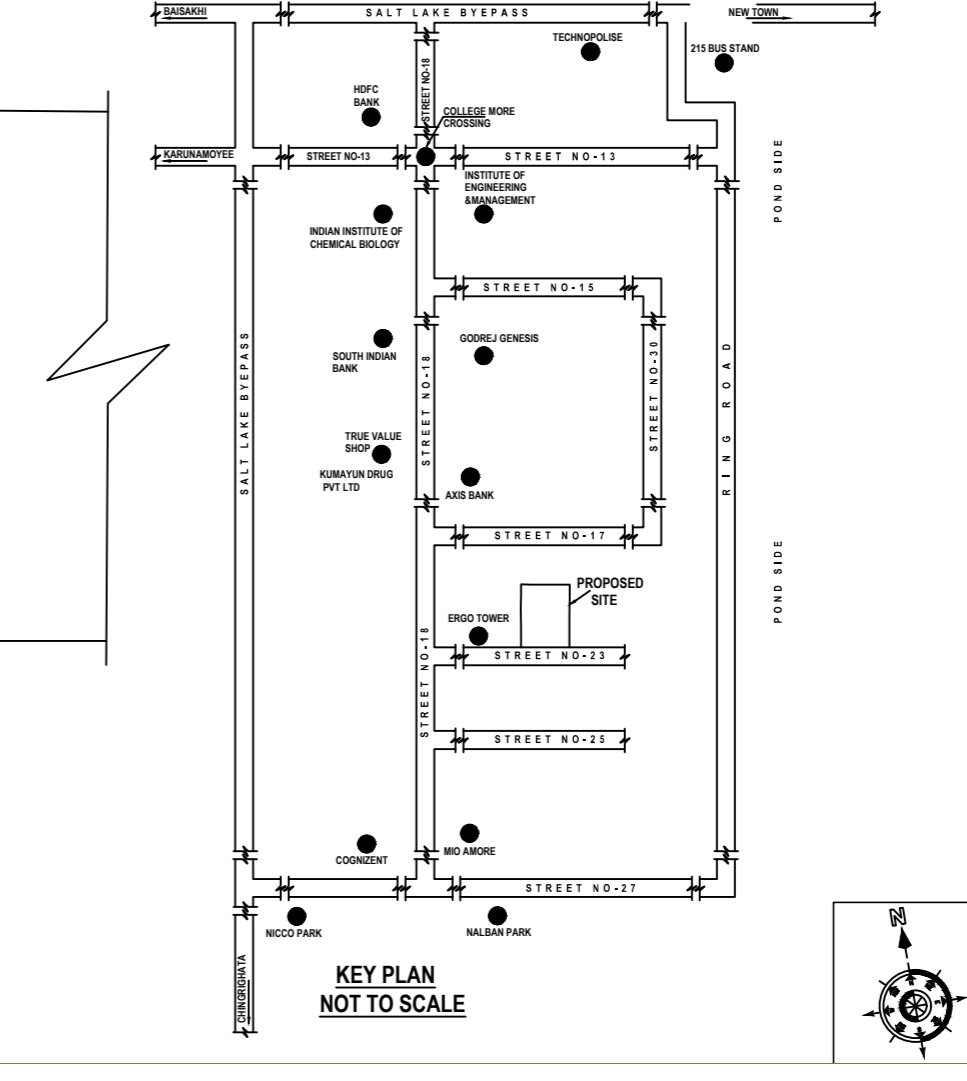 BAISAKHI
SALT LAKE BYEPASS
NEW TOWN
TECHNOPOLISE
215 BUS STAND
STREET NO-18
HDFC
BANK
COLLEGE MORE
CROSSING
KARUNAMOYEE
STREET NO-13
STREET NO-13
POND SIDE
INSTITUTE OF
ENGINEERING
&MANAGEMENT
INDIAN INSTITUTE OF
CHEMICAL BIOLOGY
STREET NO-15
SOUTH INDIAN
BANK
GODREJ GENESIS
STREET NO-30
RING ROAD
SALT LAKE BYEPASS
STREET NO-18
TRUE VALUE
SHOP
KUMAYUN DRUG
PVT LTD
AXIS BANK
STREET NO-17
POND SIDE
PROPOSED
SITE
ERGO TOWER
STREET NO-23
STREET NO-18
STREET NO-25
COGNIZENT
MIO AMORE
STREET NO-27
NICCO PARK
NALBAN PARK
CHINGRIGHATA
KEY PLAN
NOT TO SCALE
N